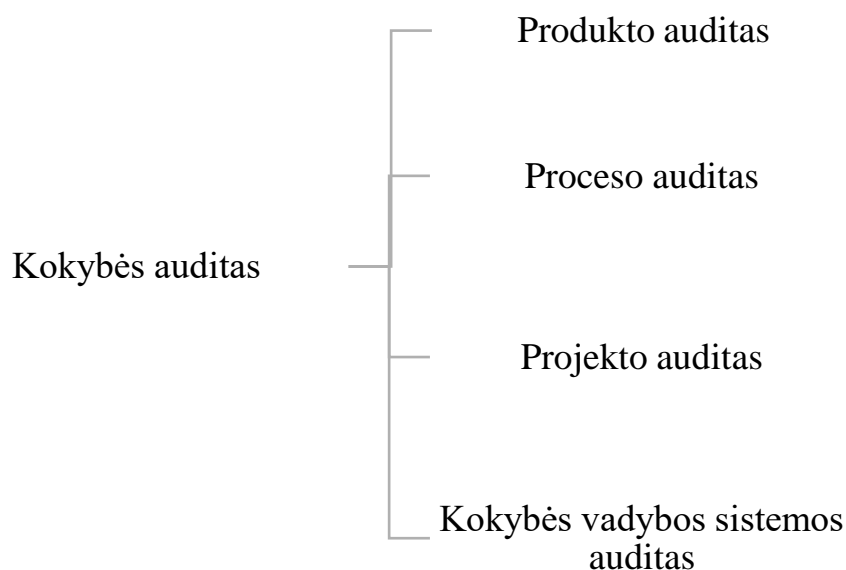 Produkto auditas
Proceso auditas
Kokybės auditas
Projekto auditas
Kokybės vadybos sistemos
auditas